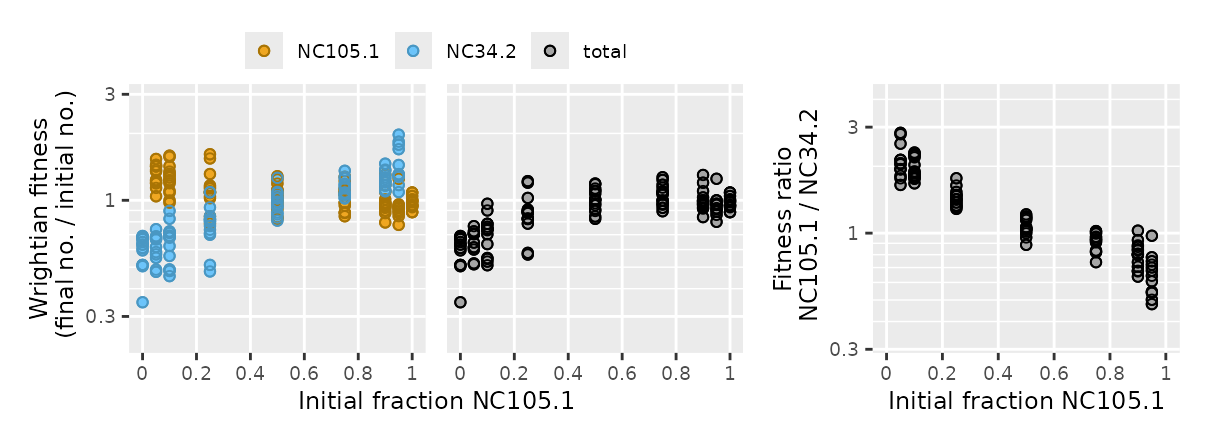 NC105.1 NC34.2 total
Wrightian fitness
(final no. / initial no.)
3
1
0.3
0 0.2 0.4 0.6 0.8 1
Initial fraction NC105.1
0 0.2 0.4 0.6 0.8 1
Fitness ratio
NC105.1 / NC34.2
3
1
0.3
0 0.2 0.4 0.6 0.8 1
Initial fraction NC105.1